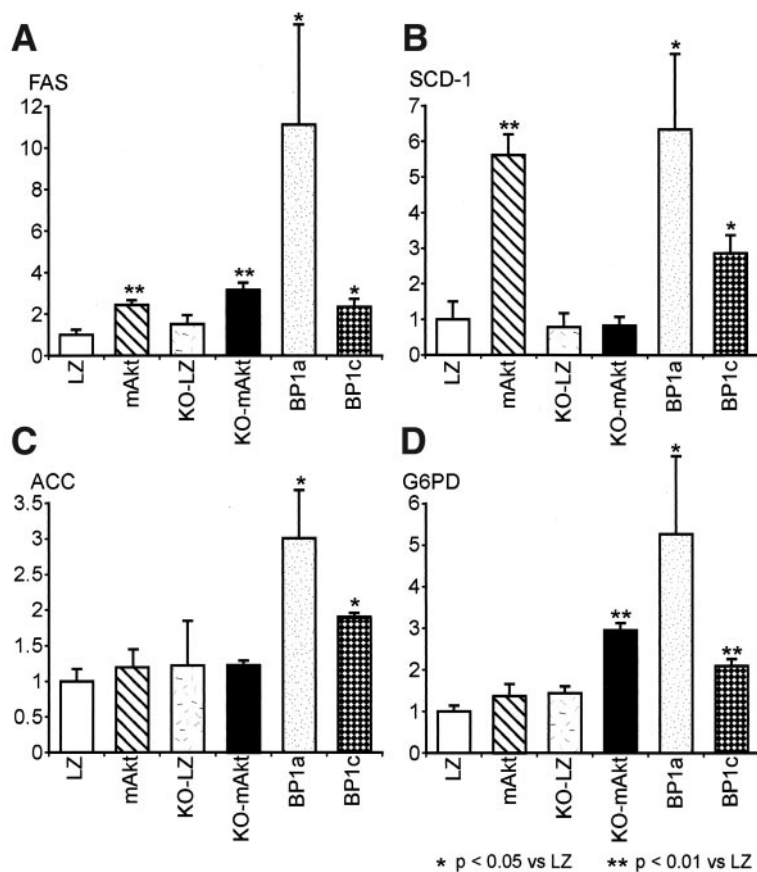 A
FAS
12
10
8
6
4
2
0
*
**
**
*
LZ
mAkt
KO-LZ
KO-mAkt
BP1a
BP1c
B
SCD-1
7
6
5
4
3
2
1
0
**
*
*
LZ
mAkt
KO-LZ
KO-mAkt
BP1a
BP1c
C
ACC
3.5
3
2.5
2
1.5
1
0.5
0
*
*
LZ
mAkt
KO-LZ
KO-mAkt
BP1a
BP1c
D
G6PD
6
5
4
3
2
1
0
**
*
**
LZ
mAkt
KO-LZ
KO-mAkt
BP1a
BP1c
* p < 0.05 vs LZ ** p < 0.01 vs LZ